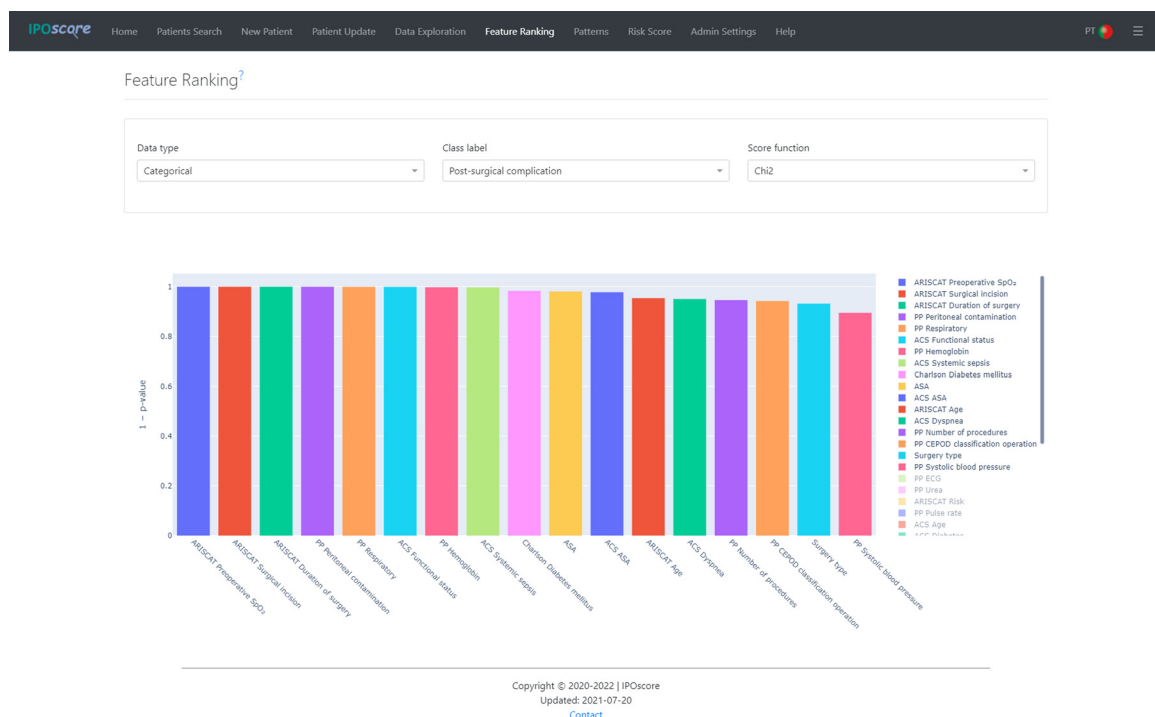 IPOscore Home Patients Search New Patient Patient Update Data Exploration Feature Ranking Patterns Risk Score Admin Settings Help PT
Feature Ranking?
Data type Class label Score function
Categorical Post-surgical complication Chi2
1 − p-value
1
0.8
0.6
0.4
0.2
0
ARISCAT Preoperative SpO₂
ARISCAT Surgical incision
ARISCAT Duration of surgery
PP Peritoneal contamination
PP Respiratory
ACS Functional status
PP Hemoglobin
ACS Systemic sepsis
Charlson Diabetes mellitus
ASA
ACS ASA
ARISCAT Age
ACS Dyspnea
PP Number of procedures
PP CEPOD classification operation
Surgery type
PP Systolic blood pressure
ARISCAT Preoperative SpO₂
ARISCAT Surgical incision
ARISCAT Duration of surgery
PP Peritoneal contamination
PP Respiratory
ACS Functional status
PP Hemoglobin
ACS Systemic sepsis
Charlson Diabetes mellitus
ASA
ACS ASA
ARISCAT Age
ACS Dyspnea
PP Number of procedures
PP CEPOD classification operation
Surgery type
PP Systolic blood pressure
PP ECG
PP Urea
ARISCAT Risk
PP Pulse rate
ACS Age
ACS Diabetes
Copyright © 2020-2022 | IPOscore
Updated: 2021-07-20
Contact